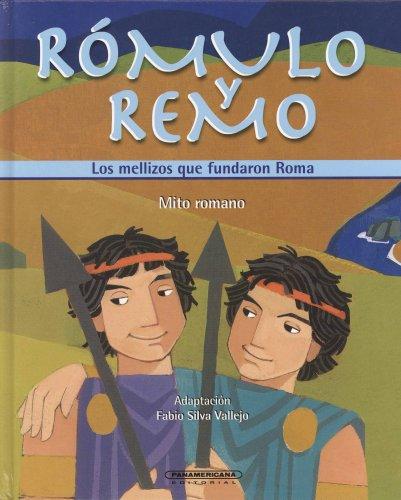 RÓMULO
y
REMO
Los mellizos que fundaron Roma
Mito romano
Adaptación
Fabio Silva Vallejo
PANAMERICANA
EDITORIAL